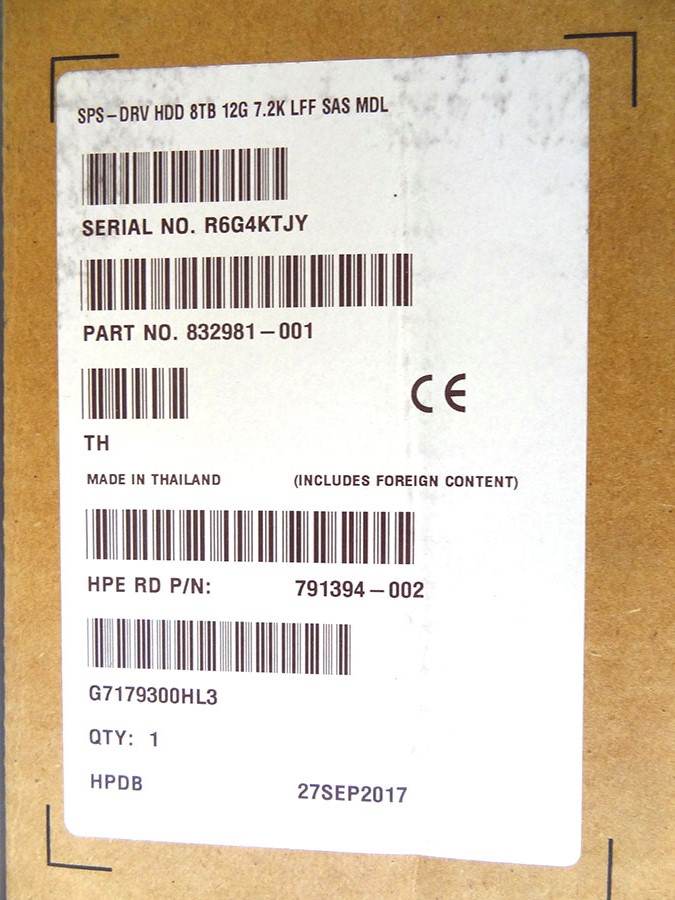 SPS-DRV HDD 8TB 12G 7.2K LFF SAS MDL
SERIAL NO. R6G4KTJY
PART NO. 832981-001
CE
TH
MADE IN THAILAND (INCLUDES FOREIGN CONTENT)
HPE RD P/N: 791394-002
G7179300HL3
QTY: 1
HPDB 27SEP2017